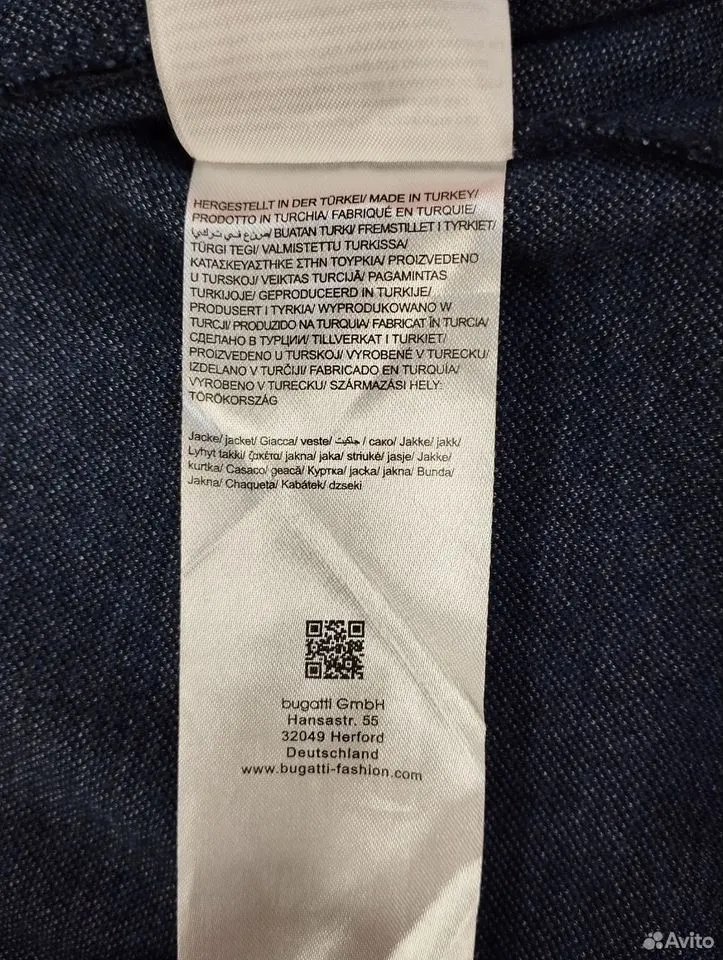 HERGESTELLT IN DER TÜRKEI/ MADE IN TURKEY/
PRODOTTO IN TURCHIA/ FABRIQUÉ EN TURQUIE/
صنع في تركي/ BUATAN TURKI/ FREMSTILLET I TYRKIET/
TÜRGI TEGI/ VALMISTETTU TURKISSA/
ΚΑΤΑΣΚΕΥΑΣΤΗΚΕ ΣΤΗΝ ΤΟΥΡΚΙΑ/ PROIZVEDENO
U TURSKOJ/ VEIKTAS TURCIJĀ/ PAGAMINTAS
TURKIJOJE/ GEPRODUCEERD IN TURKIJE/
PRODUSERT I TYRKIA/ WYPRODUKOWANO W
TURCJI/ PRODUZIDO NA TURQUIA/ FABRICAT ÎN TURCIA/
СДЕЛАНО В ТУРЦИИ/ TILLVERKAT I TURKIET/
PROIZVEDENO U TURSKOJ/ VYROBENÉ V TURECKU/
IZDELANO V TURČIJI/ FABRICADO EN TURQUÍA/
VYROBENO V TURECKU/ SZÁRMAZÁSI HELY:
TÖRÖKORSZÁG
Jacke/ jacket/ Giacca/ veste/ جاكيت/ сако/ Jakke/ jakk/
Lyhyt takki/ ζακέτα/ jakna/ jaka/ striukė/ jasje/ Jakke/
kurtka/ Casaco/ geacă/ Куртка/ jacka/ jakna/ Bunda/
Jakna/ Chaqueta/ Kabátek/ dzseki
bugatti GmbH
Hansastr. 55
32049 Herford
Deutschland
www.bugatti-fashion.com
Avito